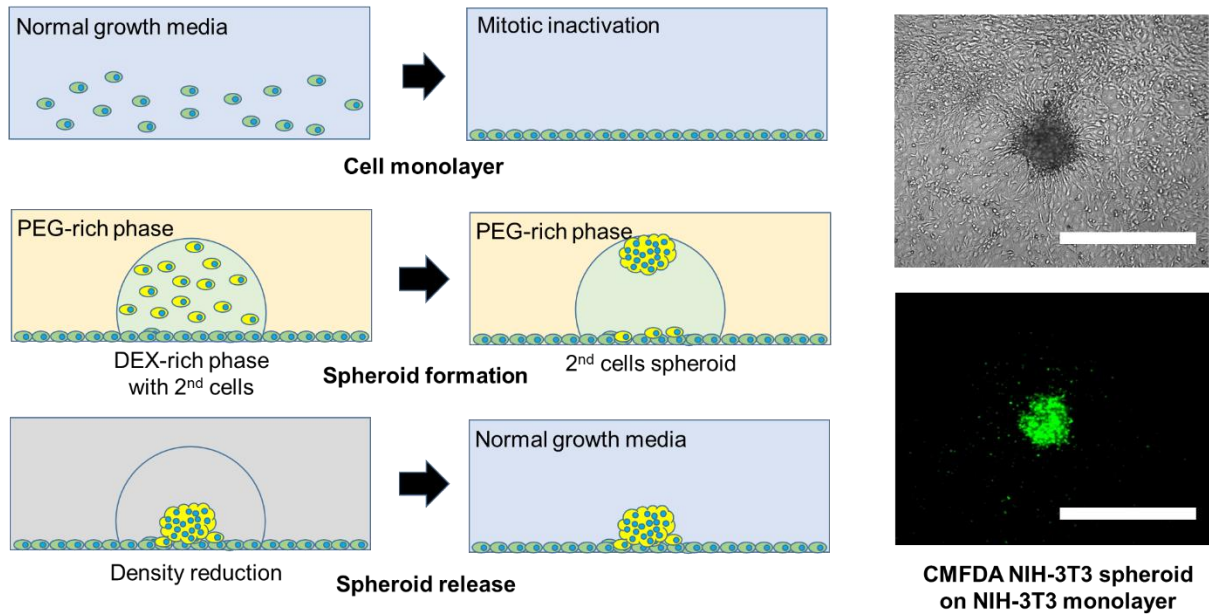 Normal growth media
Mitotic inactivation
Cell monolayer
PEG-rich phase
PEG-rich phase
DEX-rich phase
with 2nd cells
Spheroid formation
2nd cells spheroid
Normal growth media
Density reduction
Spheroid release
CMFDA NIH-3T3 spheroid
on NIH-3T3 monolayer